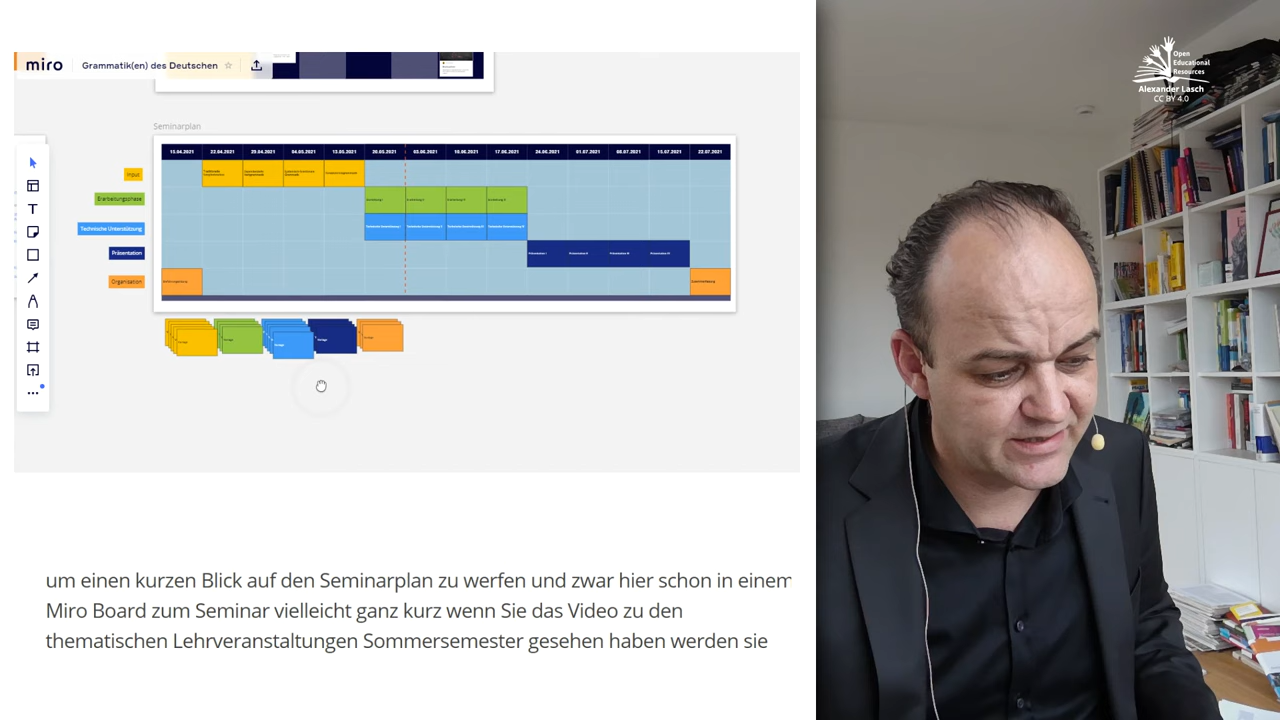 miro
Grammatik(en) des Deutschen
Seminarplan
15.04.2021 22.04.2021 29.04.2021 06.05.2021 13.05.2021 20.05.2021 03.06.2021 10.06.2021 17.06.2021 24.06.2021 01.07.2021 08.07.2021 15.07.2021 22.07.2021
Input
Erarbeitungsphase
Technische Unterstützung
Präsentation
Organisation
Open
Educational
Resources
Alexander Lasch
CC BY 4.0
um einen kurzen Blick auf den Seminarplan zu werfen und zwar hier schon in einem
Miro Board zum Seminar vielleicht ganz kurz wenn Sie das Video zu den
thematischen Lehrveranstaltungen Sommersemester gesehen haben werden sie